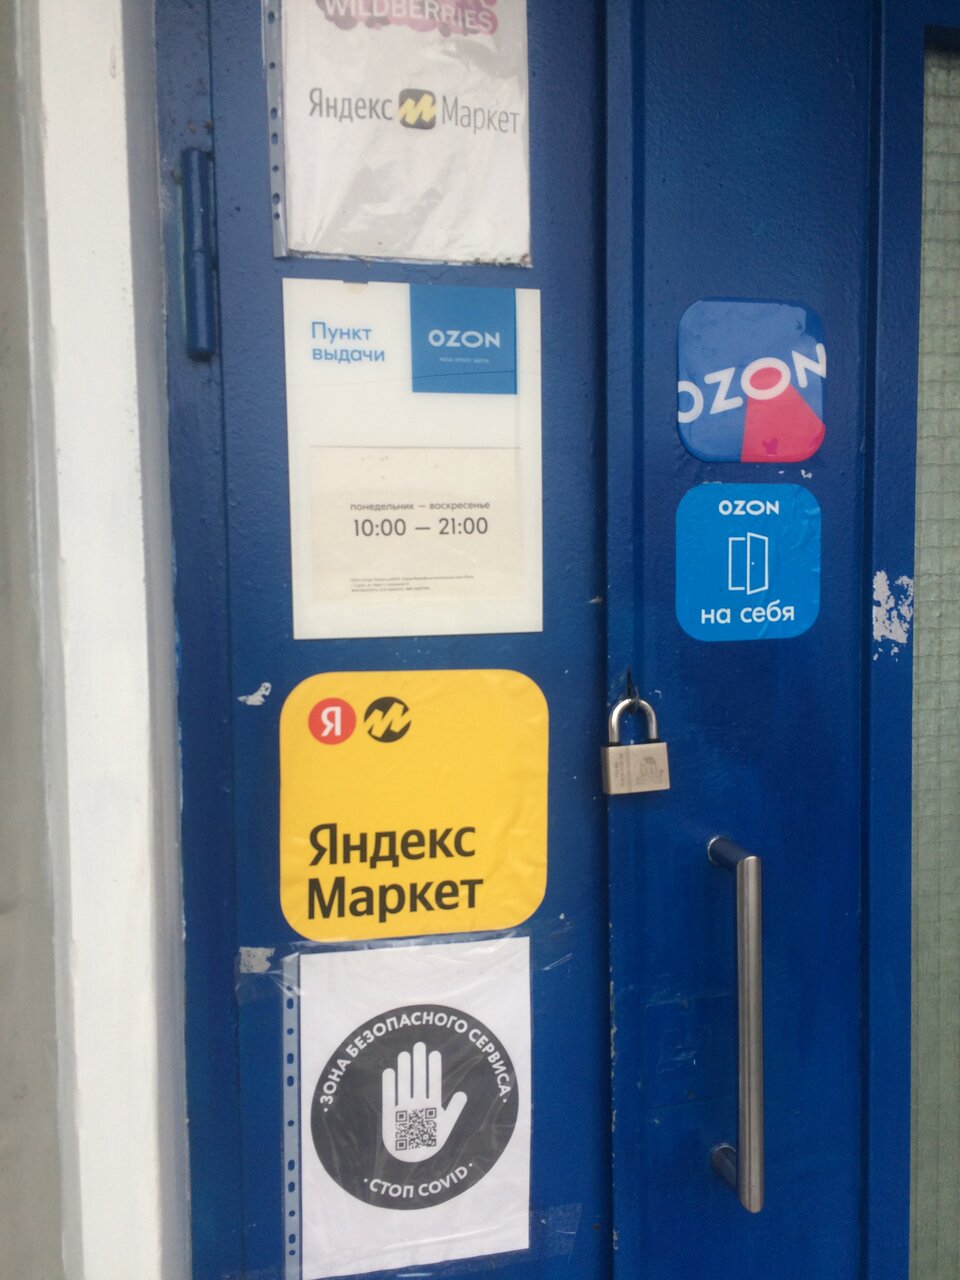 WILDBERRIES
Яндекс Маркет
Пункт
выдачи
OZON
понедельник — воскресенье
10:00 — 21:00
OZON
OZON
на себя
Я
Яндекс
Маркет
ЗОНА БЕЗОПАСНОГО СЕРВИСА
СТОП COVID